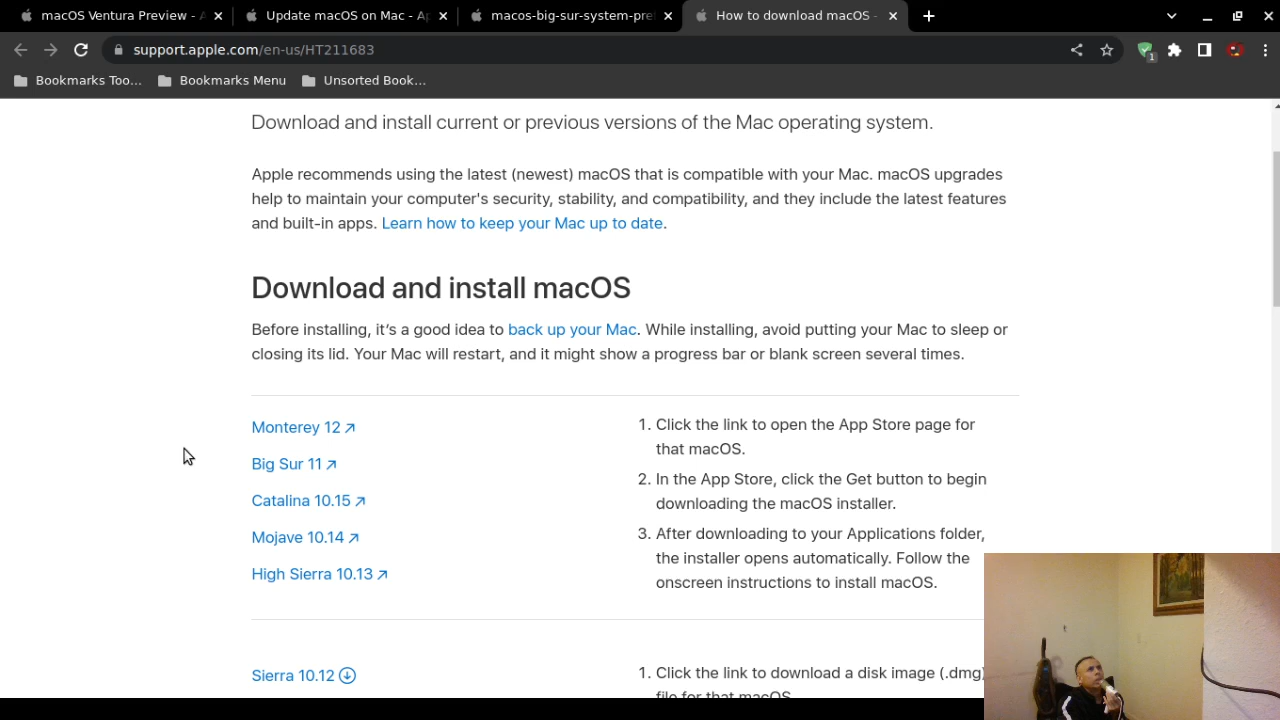 macOS Ventura Preview - A
Update macOS on Mac - Ap
macos-big-sur-system-pref
How to download macOS -
support.apple.com/en-us/HT211683
1
Bookmarks Too...
Bookmarks Menu
Unsorted Book...
Download and install current or previous versions of the Mac operating system.
Apple recommends using the latest (newest) macOS that is compatible with your Mac. macOS upgrades
help to maintain your computer's security, stability, and compatibility, and they include the latest features
and built-in apps. Learn how to keep your Mac up to date.
Download and install macOS
Before installing, it's a good idea to back up your Mac. While installing, avoid putting your Mac to sleep or
closing its lid. Your Mac will restart, and it might show a progress bar or blank screen several times.
Monterey 12
Big Sur 11
Catalina 10.15
Mojave 10.14
High Sierra 10.13
1. Click the link to open the App Store page for
that macOS.
2. In the App Store, click the Get button to begin
downloading the macOS installer.
3. After downloading to your Applications folder,
the installer opens automatically. Follow the
onscreen instructions to install macOS.
Sierra 10.12
1. Click the link to download a disk image (.dmg)
file for that macOS.